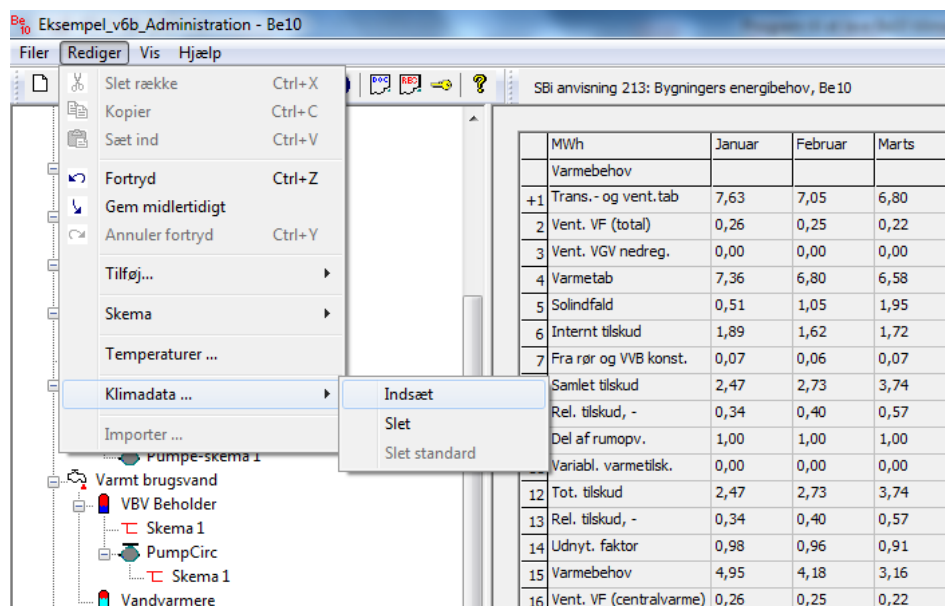 Be10 Eksempel_v6b_Administration - Be10
Filer Rediger Vis Hjælp
DOC REG ? SBi anvisning 213: Bygningers energibehov, Be10
Slet række Ctrl+X
Kopier Ctrl+C
Sæt ind Ctrl+V
Fortryd Ctrl+Z
Gem midlertidigt
Annuler fortryd Ctrl+Y
Tilføj...
Skema
Temperaturer ...
Klimadata ...
Importer ...
Indsæt
Slet
Slet standard
Pumpe-skema 1
Varmt brugsvand
VBV Beholder
Skema 1
PumpCirc
Skema 1
Vandvarmere
MWh Januar Februar Marts
Varmebehov
+1 Trans.- og vent.tab 7,63 7,05 6,80
2 Vent. VF (total) 0,26 0,25 0,22
3 Vent. VGV nedreg. 0,00 0,00 0,00
4 Varmetab 7,36 6,80 6,58
5 Solindfald 0,51 1,05 1,95
6 Internt tilskud 1,89 1,62 1,72
7 Fra rør og VVB konst. 0,07 0,06 0,07
Samlet tilskud 2,47 2,73 3,74
Rel. tilskud, - 0,34 0,40 0,57
Del af rumopv. 1,00 1,00 1,00
Variabl. varmetilsk. 0,00 0,00 0,00
12 Tot. tilskud 2,47 2,73 3,74
13 Rel. tilskud, - 0,34 0,40 0,57
14 Udnyt. faktor 0,98 0,96 0,91
15 Varmebehov 4,95 4,18 3,16
16 Vent. VF (centralvarme) 0,26 0,25 0,22